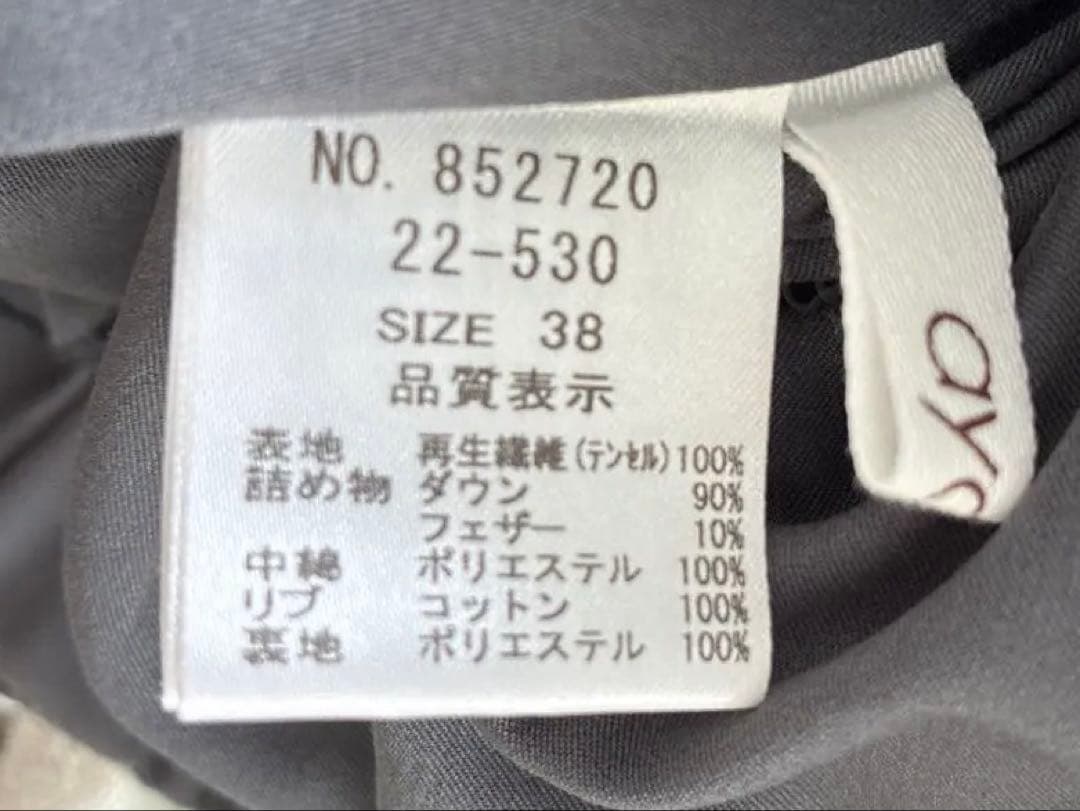 NO. 852720
22-530
SIZE 38
品質表示
表地 再生繊維(テンセル)100%
詰め物 ダウン 90%
フェザー 10%
中綿 ポリエステル 100%
リブ コットン 100%
裏地 ポリエステル 100%